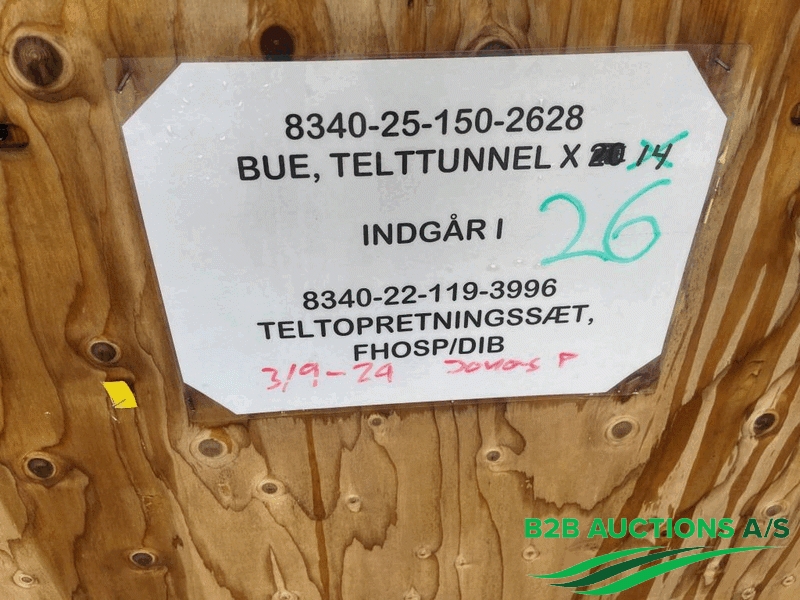 8340-25-150-2628
BUE, TELTTUNNEL X 20 14
26
INDGÅR I
8340-22-119-3996
TELTOPRETNINGSSÆT,
FHOSP/DIB
3/9-24 Jonas P
B2B AUCTIONS A/S